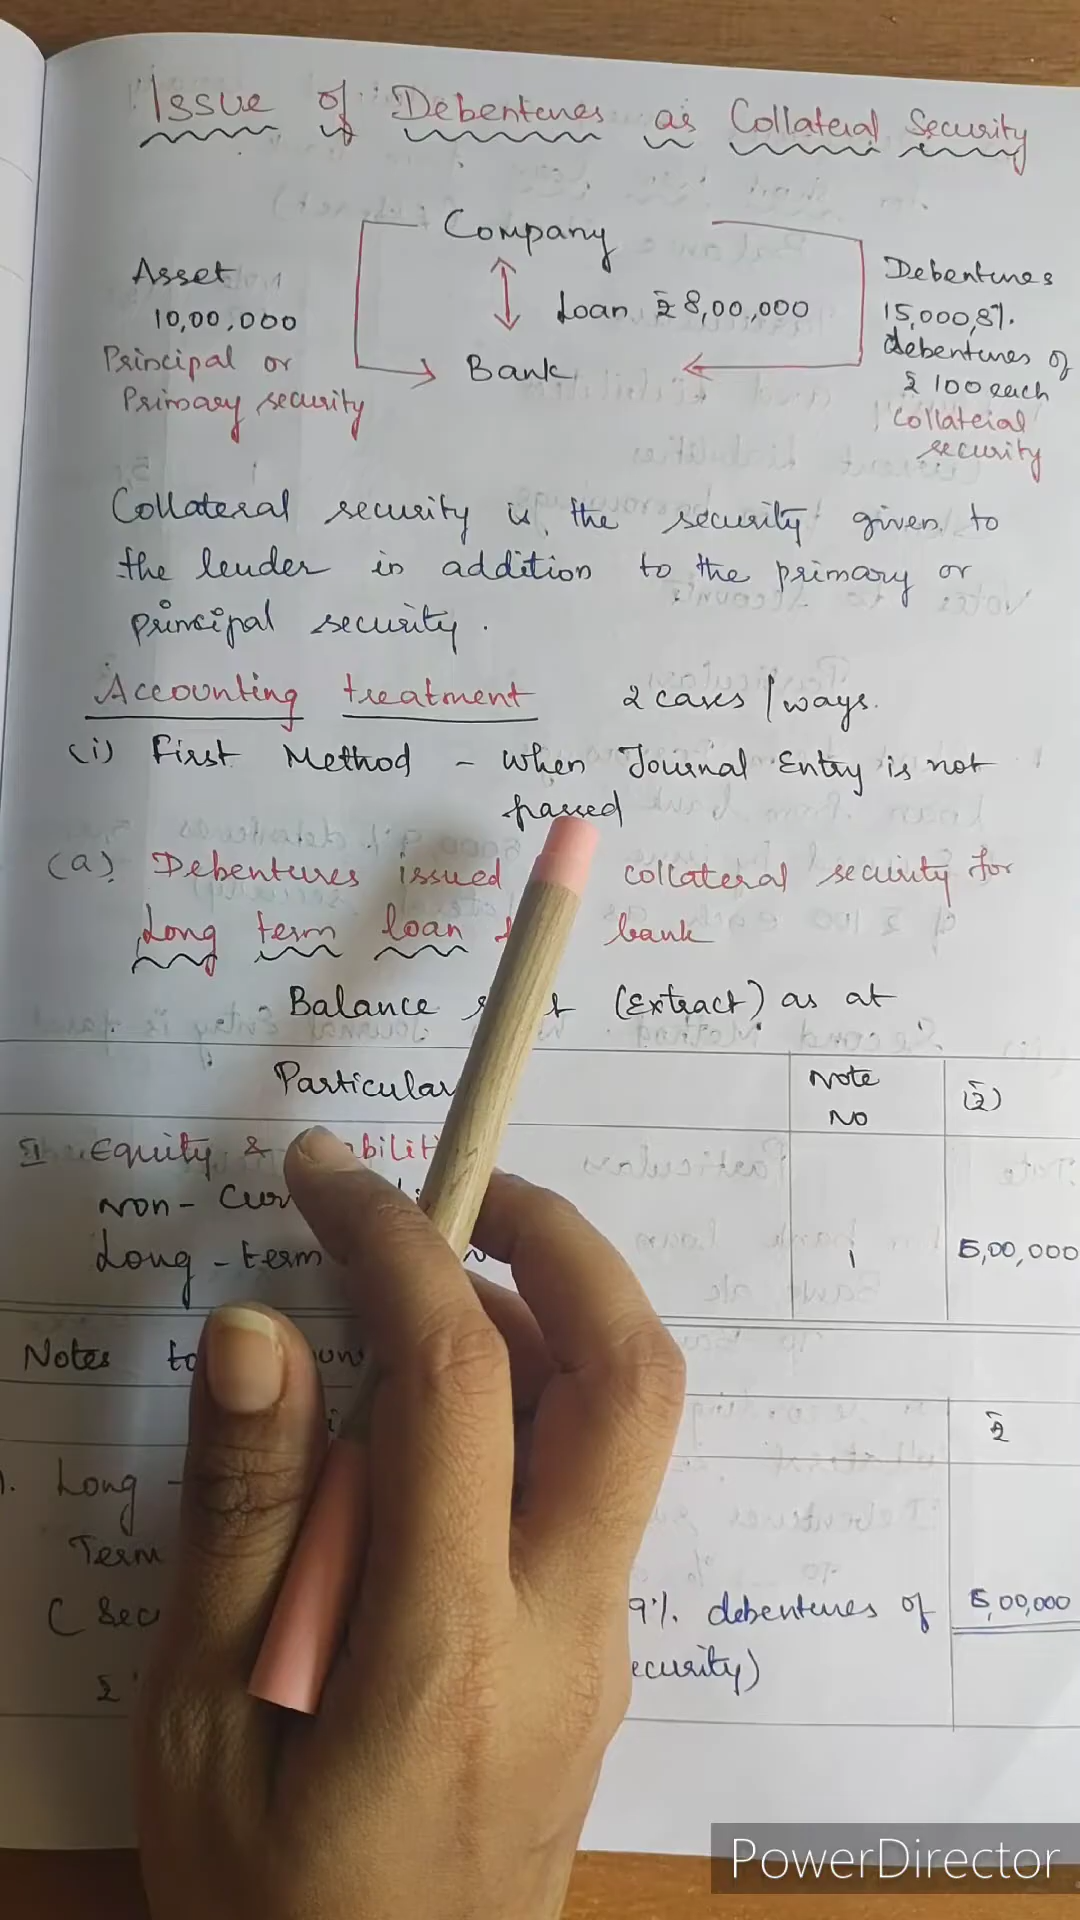 Issue of Debentures as Collateral Security
Company
Asset
10,00,000
Principal or
Primary security
Loan ₹ 8,00,000
Bank
Debentures
15,000, 8%
debentures of
₹ 100 each
Collateral
security
Collateral security is the security given to
the lender in addition to the primary or
principal security.
Accounting treatment 2 cases / ways.
(i) First Method - When Journal Entry is not
passed
(a) Debentures issued collateral security for
Long term loan bank
Balance (Extract) as at
Particular
Note
No
(₹)
I Equity &
Non-
Long-term
1
5,00,000
Notes to
₹
1. Long-
Term
( 9% debentures of 5,00,000
₹
PowerDirector